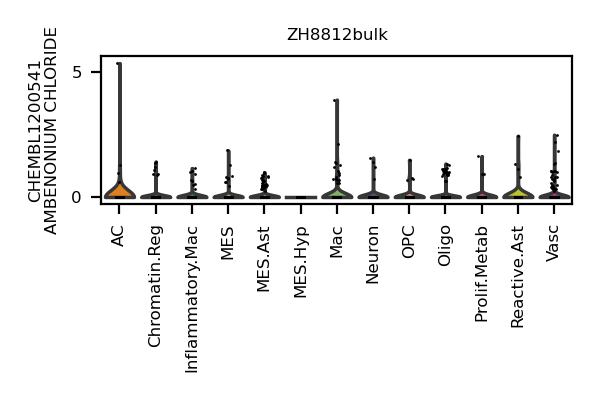 ZH8812bulk
CHEMBL1200541
AMBENONIUM CHLORIDE
5
0
AC
Chromatin.Reg
Inflammatory.Mac
MES
MES.Ast
MES.Hyp
Mac
Neuron
OPC
Oligo
Prolif.Metab
Reactive.Ast
Vasc